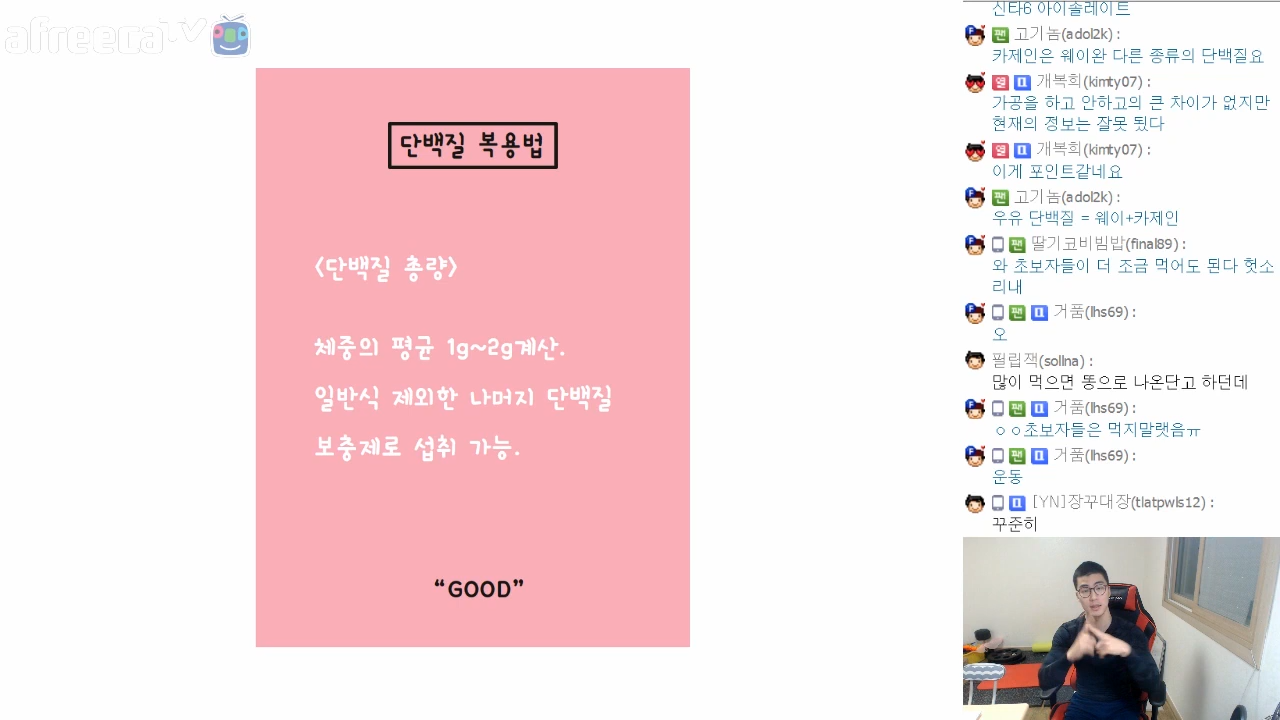 afreecaTV
단백질 복용법
<단백질 총량>
체중의 평균 1g~2g계산.
일반식 제외한 나머지 단백질
보충제로 섭취 가능.
“GOOD”
신타6 아이솔레이트
팬 고기놈(adol2k) :
카제인은 웨이완 다른 종류의 단백질요
열 개복희(kimty07) :
가공을 하고 안하고의 큰 차이가 없지만
현재의 정보는 잘못 됬다
열 개복희(kimty07) :
이게 포인트같네요
팬 고기놈(adol2k) :
우유 단백질 = 웨이+카제인
팬 딸기코비빔밥(final89) :
와 초보자들이 더 조금 먹어도 된다 헛소
리내
팬 거품(lhs69) :
오
필립잭(sollna) :
많이 먹으면 똥으로 나온단고 하던데
팬 거품(lhs69) :
ㅇㅇ초보자들은 먹지말랫음ㅠ
팬 거품(lhs69) :
운동
[YN]장꾸대장(tlatpwls12) :
꾸준히